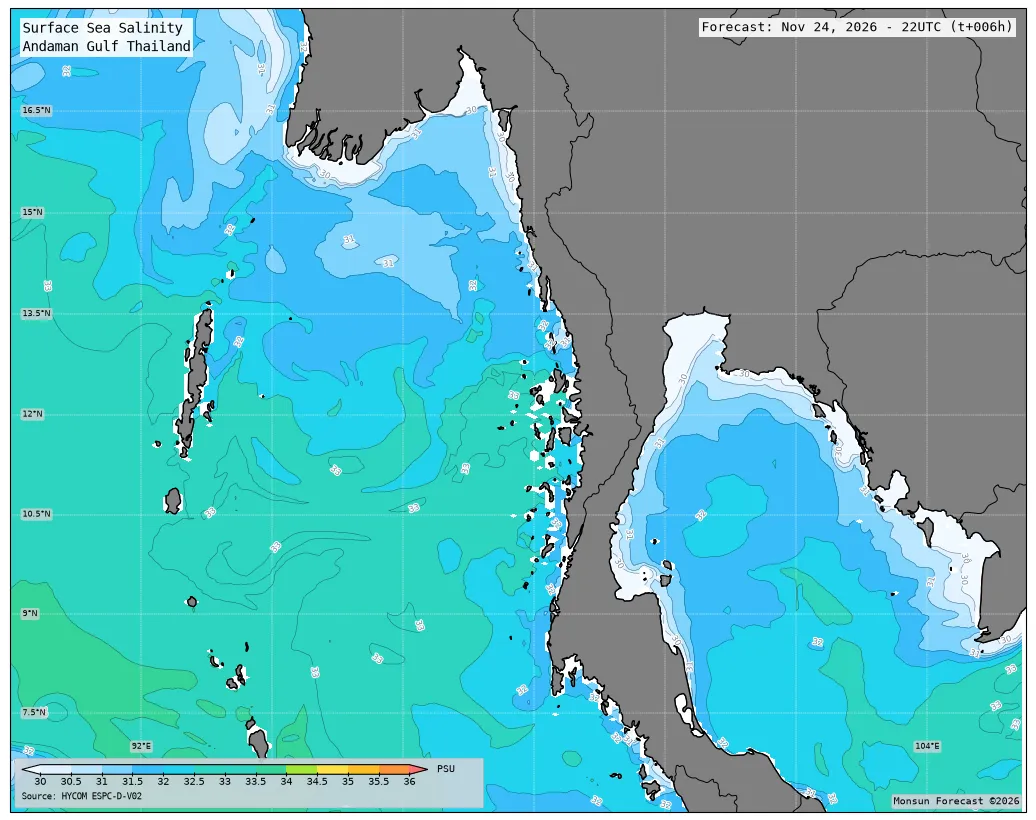 Surface Sea Salinity
Andaman Gulf Thailand
Forecast: Nov 24, 2026 - 22UTC (t+006h)
16.5°N
15°N
13.5°N
12°N
10.5°N
9°N
7.5°N
92°E
104°E
30 30.5 31 31.5 32 32.5 33 33.5 34 34.5 35 35.5 36
PSU
Source: HYCOM ESPC-D-V02
Monsun Forecast ©2026